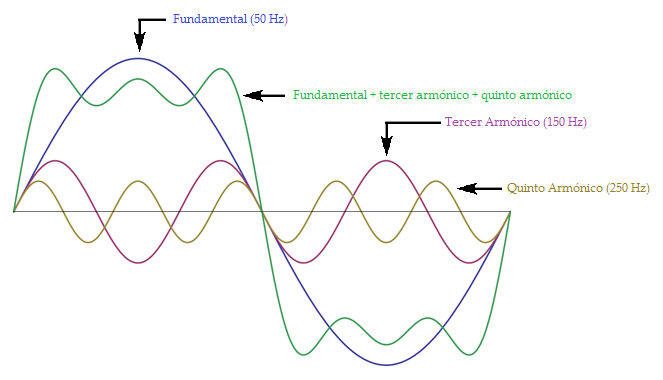 Fundamental (50 Hz)
Fundamental + tercer armónico + quinto armónico
Tercer Armónico (150 Hz)
Quinto Armónico (250 Hz)